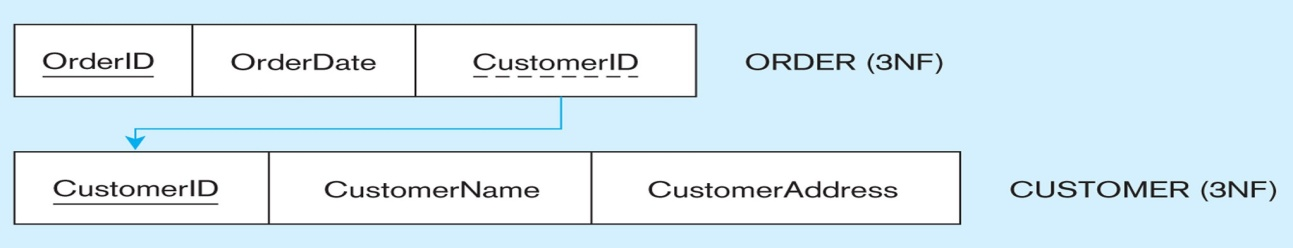 OrderID OrderDate CustomerID ORDER (3NF)
CustomerID CustomerName CustomerAddress CUSTOMER (3NF)